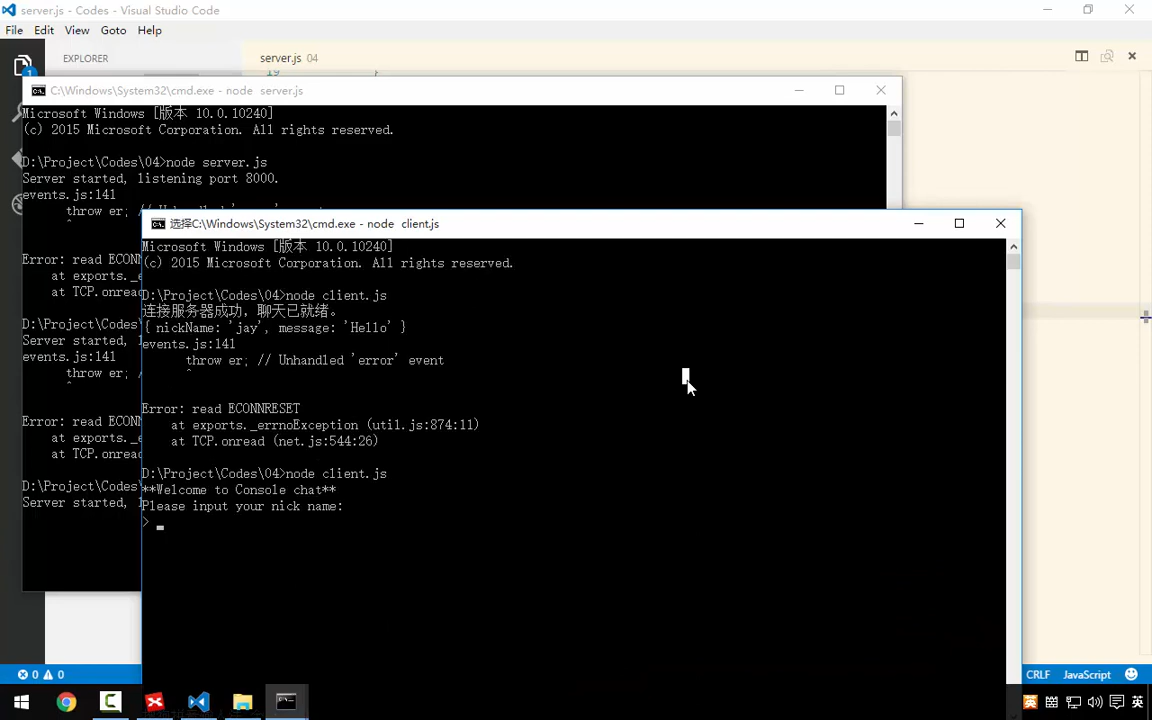 server.js - Codes - Visual Studio Code
File Edit View Goto Help
EXPLORER
server.js 04
19 }
C:\Windows\System32\cmd.exe - node server.js
Microsoft Windows [版本 10.0.10240]
(c) 2015 Microsoft Corporation. All rights reserved.
D:\Project\Codes\04>node server.js
Server started, listening port 8000.
events.js:141
throw er; //
^
Error: read ECONN
at exports._e
at TCP.onread
D:\Project\Codes
Server started, l
events.js:141
throw er; /
^
Error: read ECONN
at exports._e
at TCP.onread
D:\Project\Codes
Server started, l
选择C:\Windows\System32\cmd.exe - node client.js
Microsoft Windows [版本 10.0.10240]
(c) 2015 Microsoft Corporation. All rights reserved.
D:\Project\Codes\04>node client.js
连接服务器成功，聊天已就绪。
{ nickName: 'jay', message: 'Hello' }
events.js:141
throw er; // Unhandled 'error' event
^
Error: read ECONNRESET
at exports._errnoException (util.js:874:11)
at TCP.onread (net.js:544:26)
D:\Project\Codes\04>node client.js
**Welcome to Console chat**
Please input your nick name:
>
0 0
CRLF JavaScript
英 英